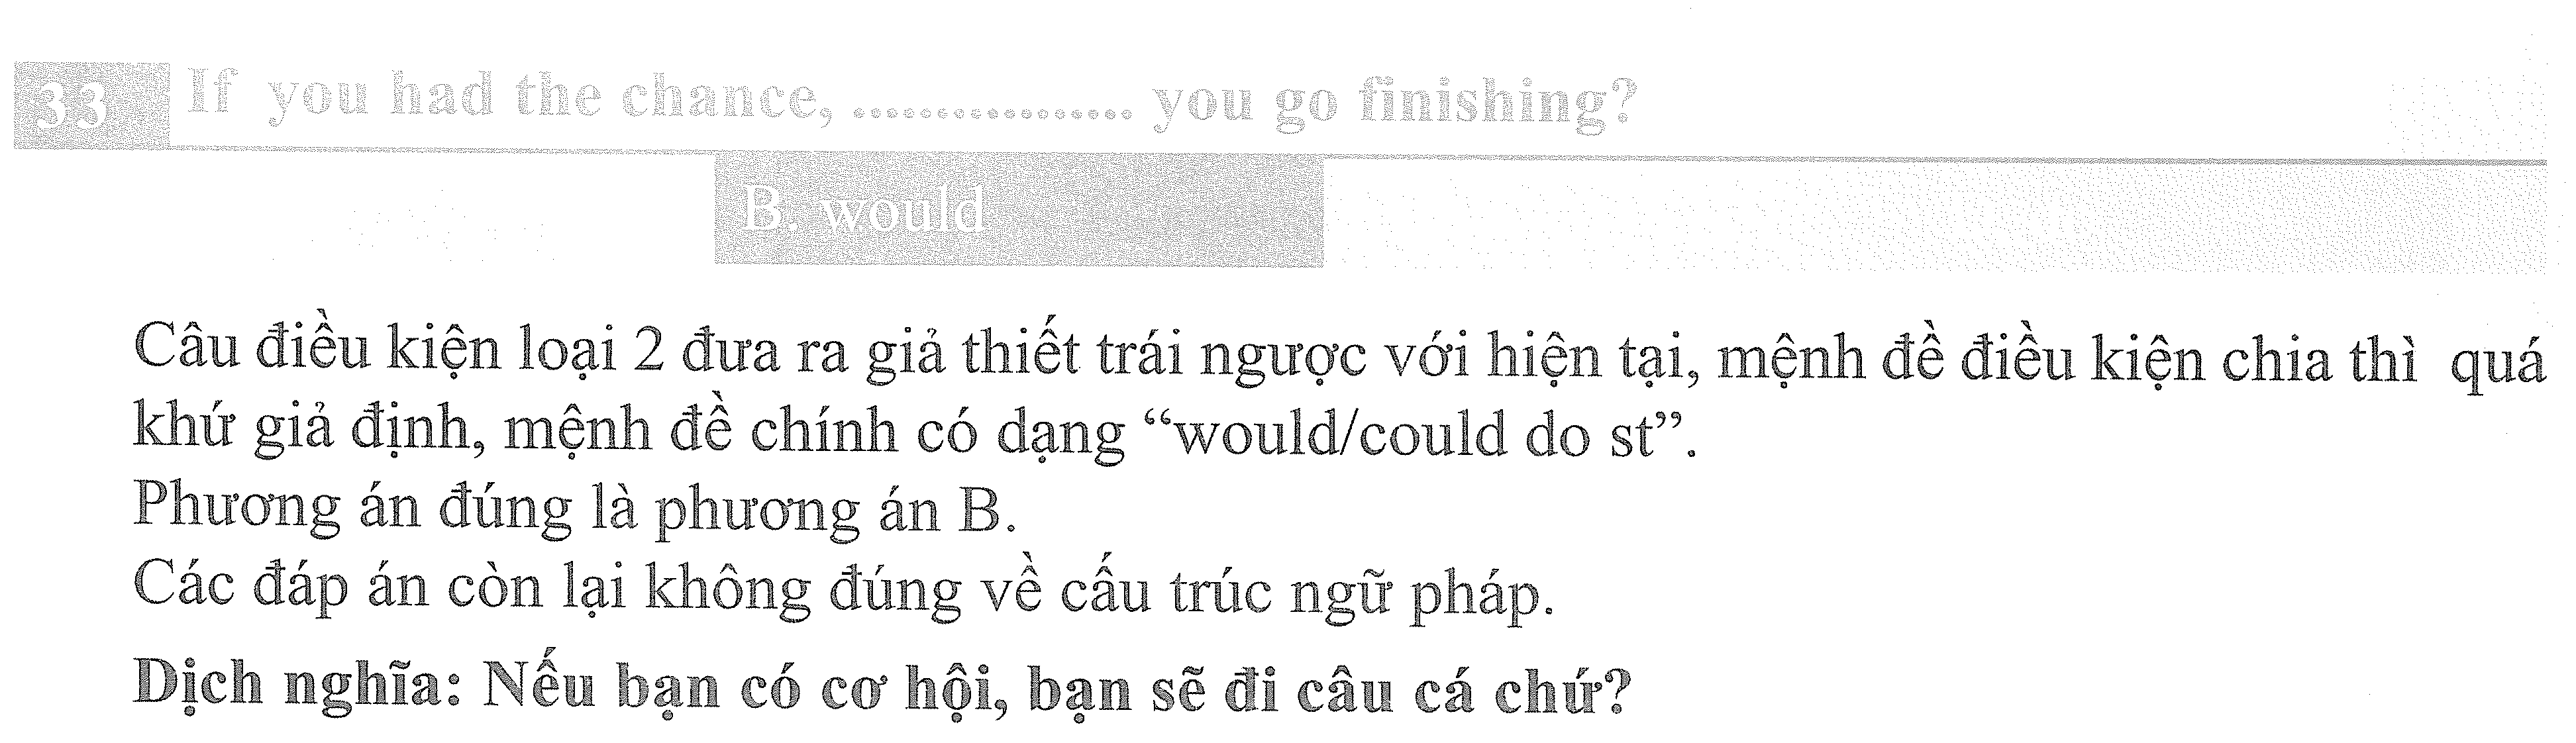 33 If you had the chance, ................. you go finishing?
B. would
Câu điều kiện loại 2 đưa ra giả thiết trái ngược với hiện tại, mệnh đề điều kiện chia thì quá
khứ giả định, mệnh đề chính có dạng “would/could do st”.
Phương án đúng là phương án B.
Các đáp án còn lại không đúng về cấu trúc ngữ pháp.
Dịch nghĩa: Nếu bạn có cơ hội, bạn sẽ đi câu cá chứ?